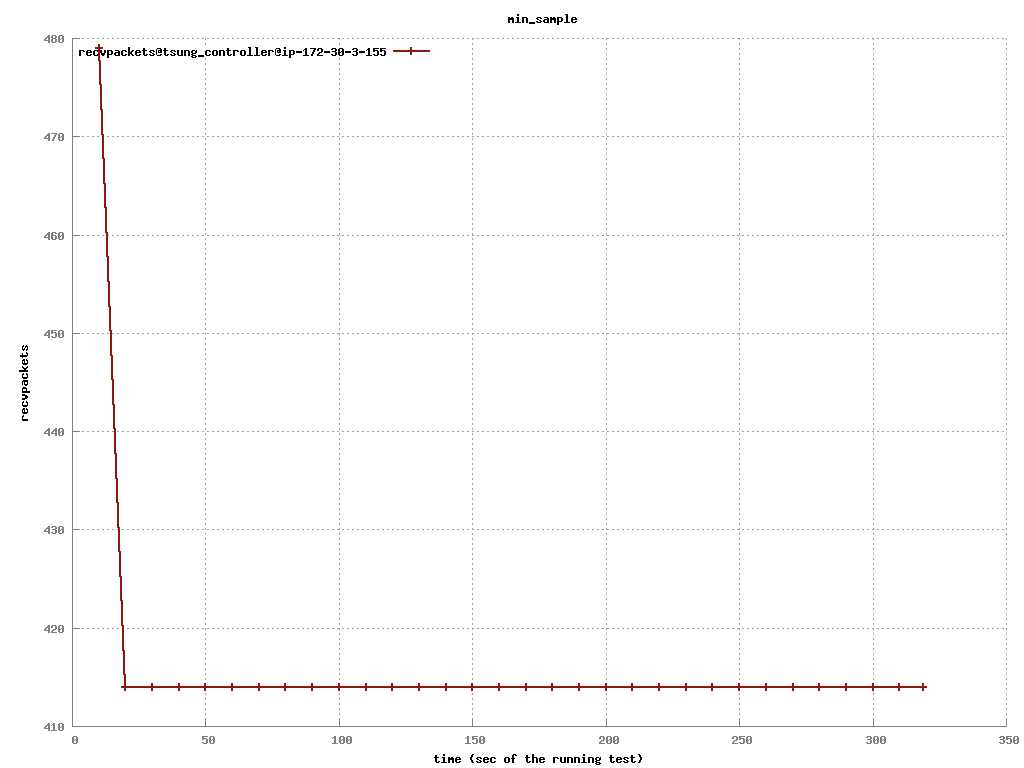 min_sample
recvpackets@tsung_controller@ip-172-30-3-155
480
470
460
450
440
430
420
410
recvpackets
0 50 100 150 200 250 300 350
time (sec of the running test)